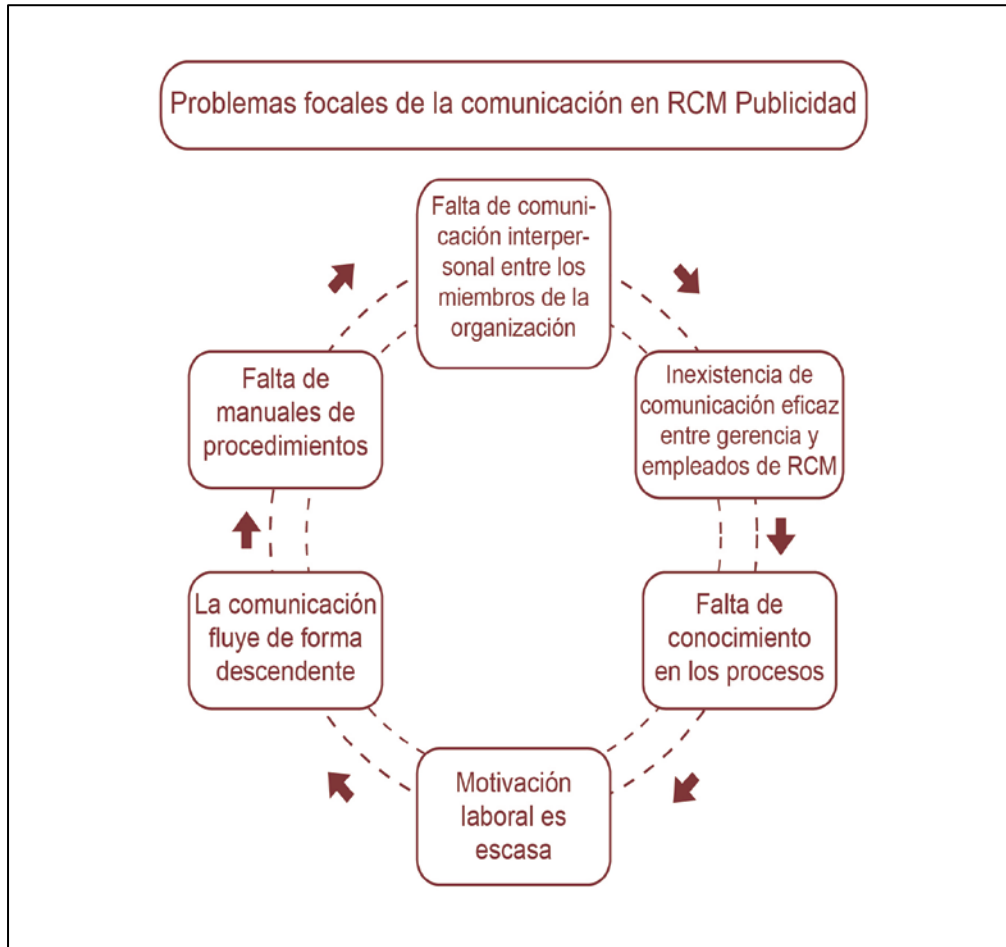 Problemas focales de la comunicación en RCM Publicidad
Falta de comuni-
cación interper-
sonal entre los
miembros de la
organización
Inexistencia de
comunicación eficaz
entre gerencia y
empleados de RCM
Falta de
conocimiento
en los procesos
Motivación
laboral es
escasa
La comunicación
fluye de forma
descendente
Falta de
manuales de
procedimientos